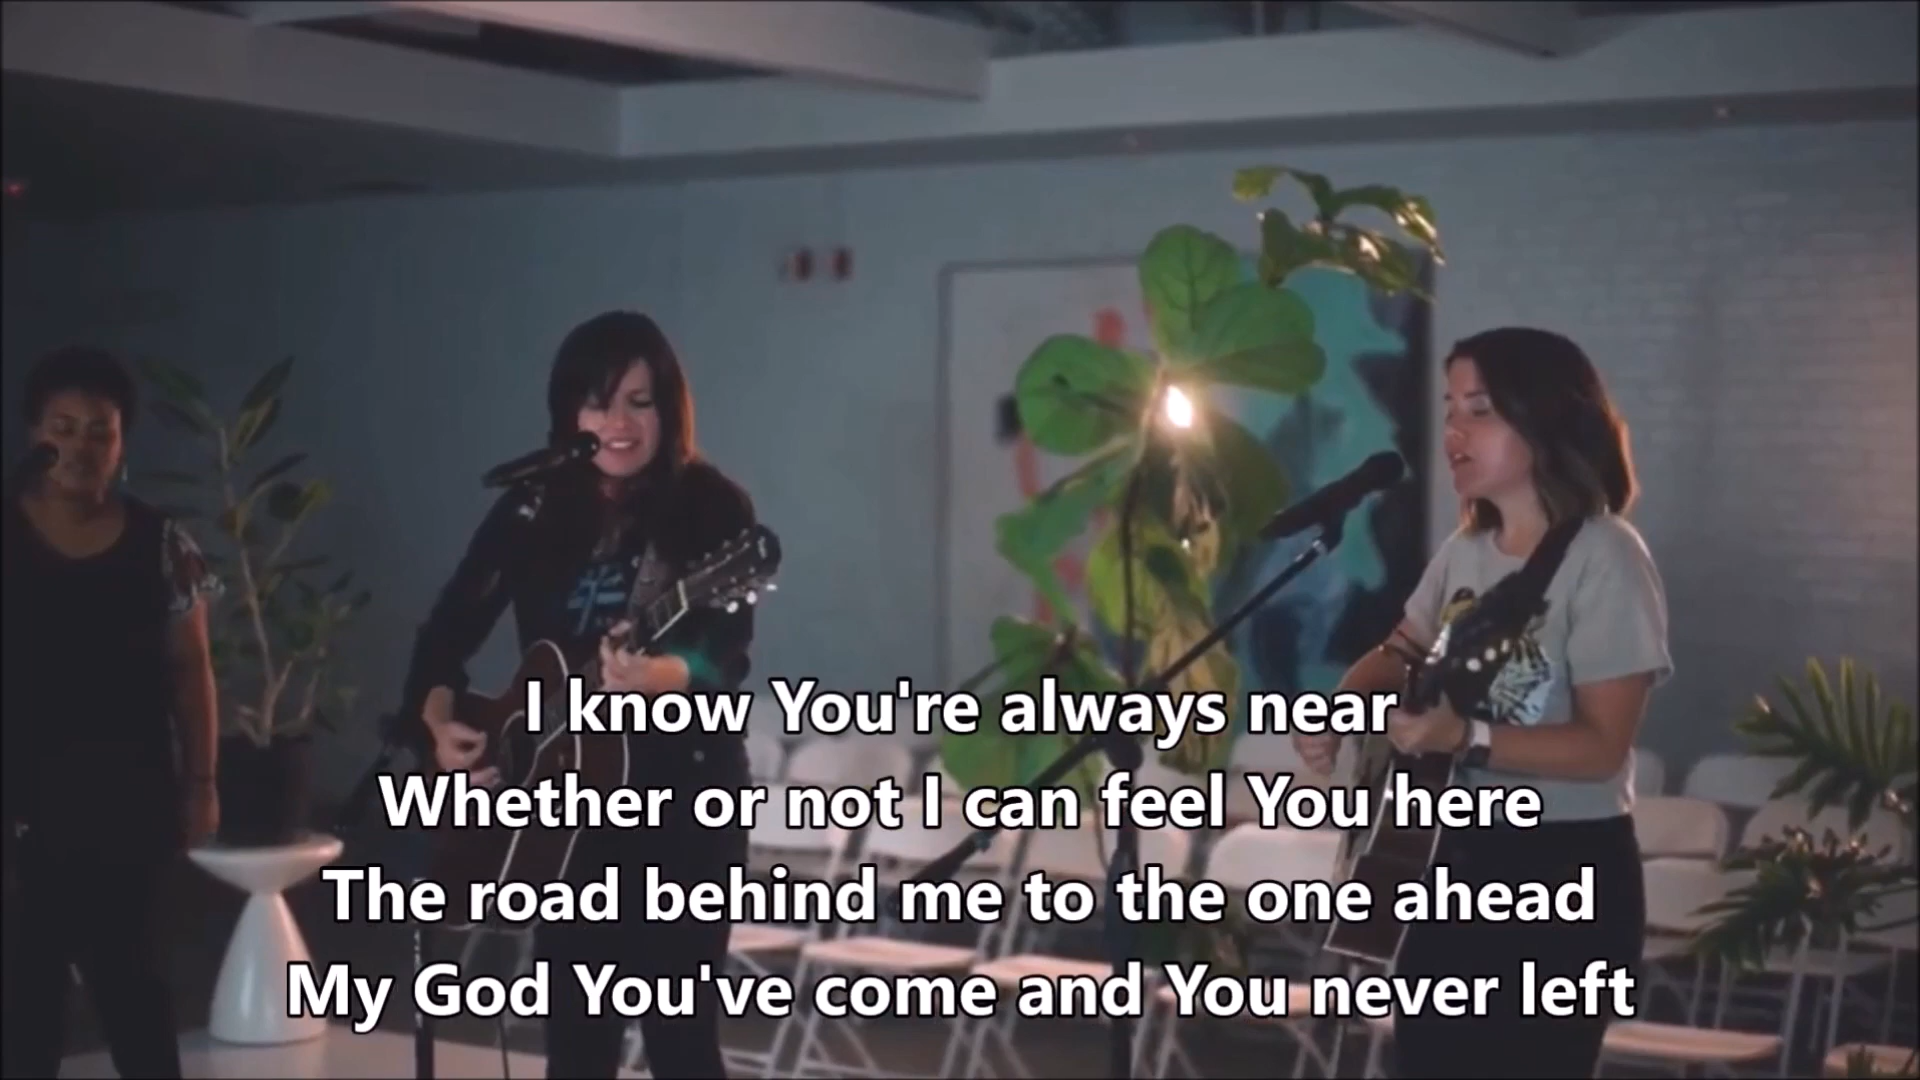 I know You're always near
Whether or not I can feel You here
The road behind me to the one ahead
My God You've come and You never left